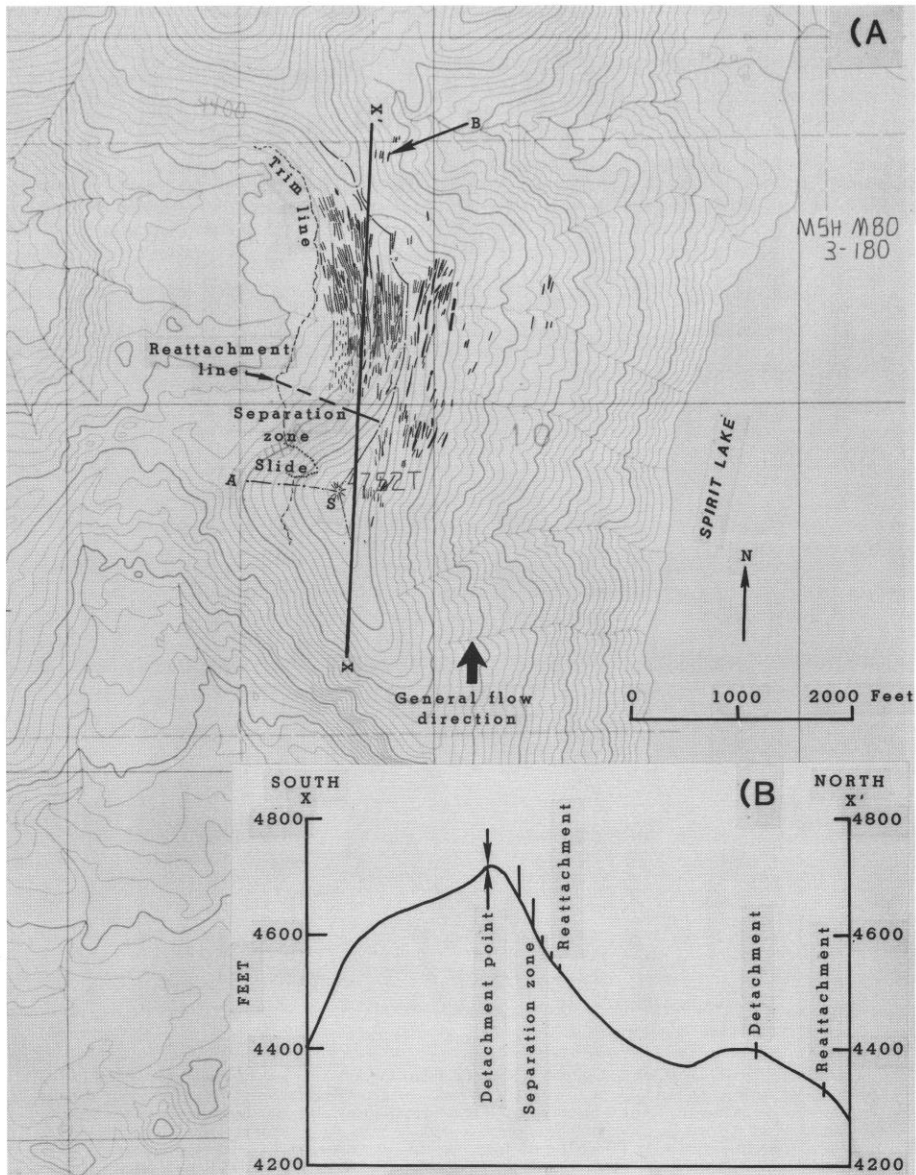 (A
4400
X'
B
Trim line
M5H M80
3-180
Reattachment
line
Separation
zone
Slide
A
4752T
S
10
SPIRIT LAKE
N
X
General flow
direction
0 1000 2000 Feet
SOUTH
X
(B
NORTH
X'
4800
4600
4400
4200
FEET
Detachment point
Separation zone
Reattachment
Detachment
Reattachment
4800
4600
4400
4200